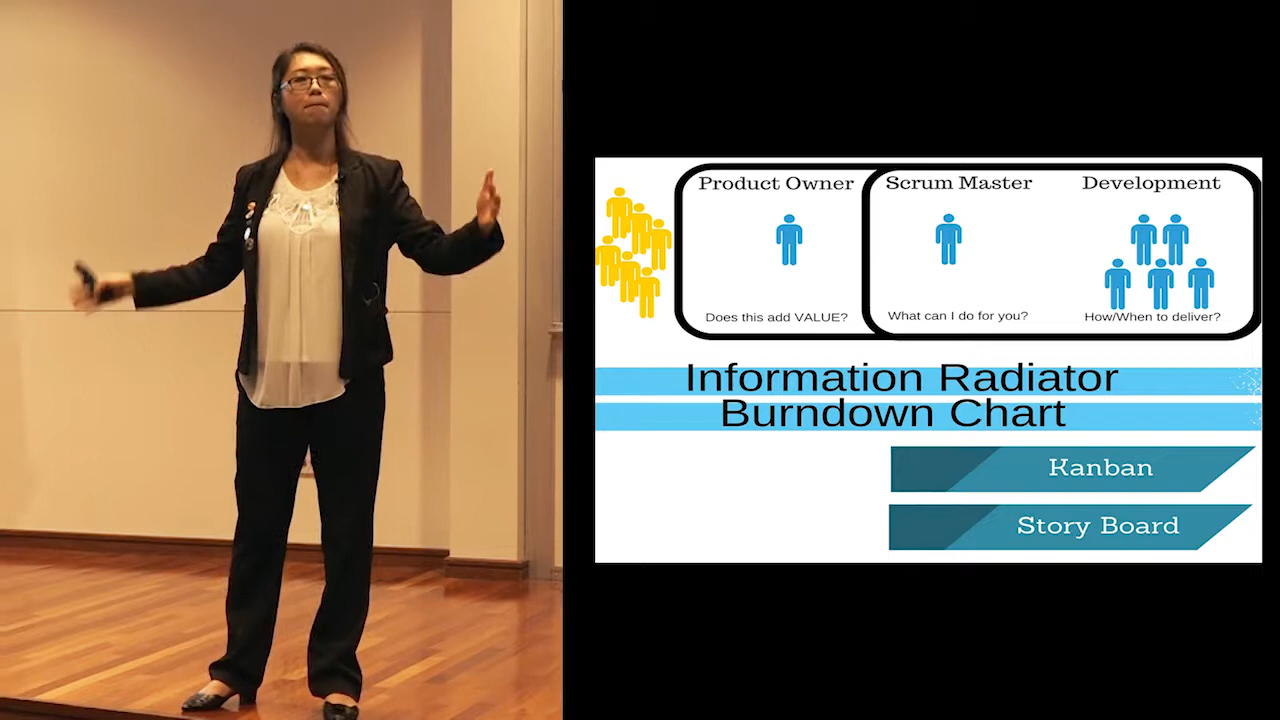 Product Owner
Scrum Master
Development
Does this add VALUE?
What can I do for you?
How/When to deliver?
Information Radiator
Burndown Chart
Kanban
Story Board